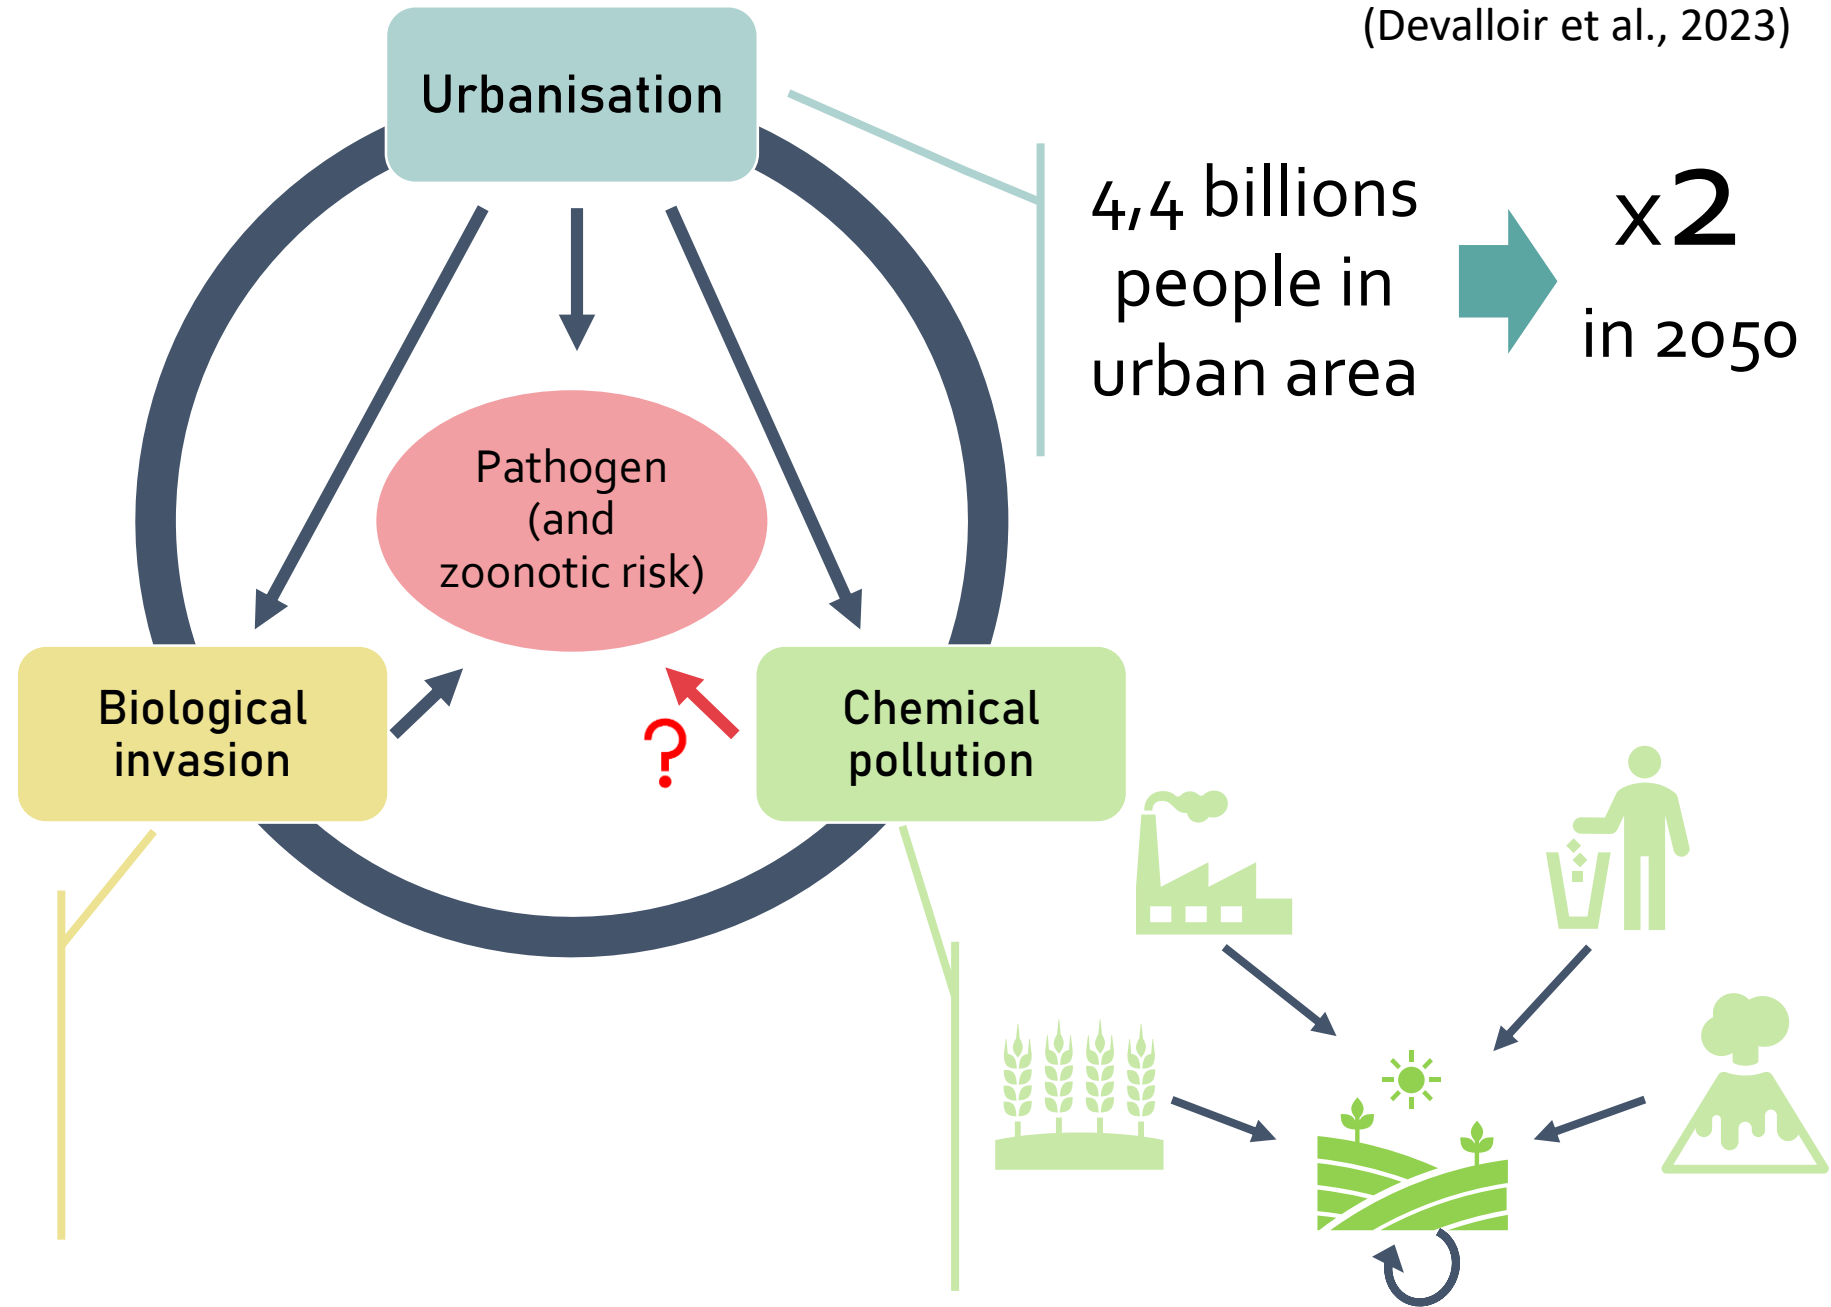 (Devalloir et al., 2023)
Urbanisation
4,4 billions
people in
urban area
x2
in 2050
Pathogen
(and
zoonotic risk)
Biological
invasion
?
Chemical
pollution